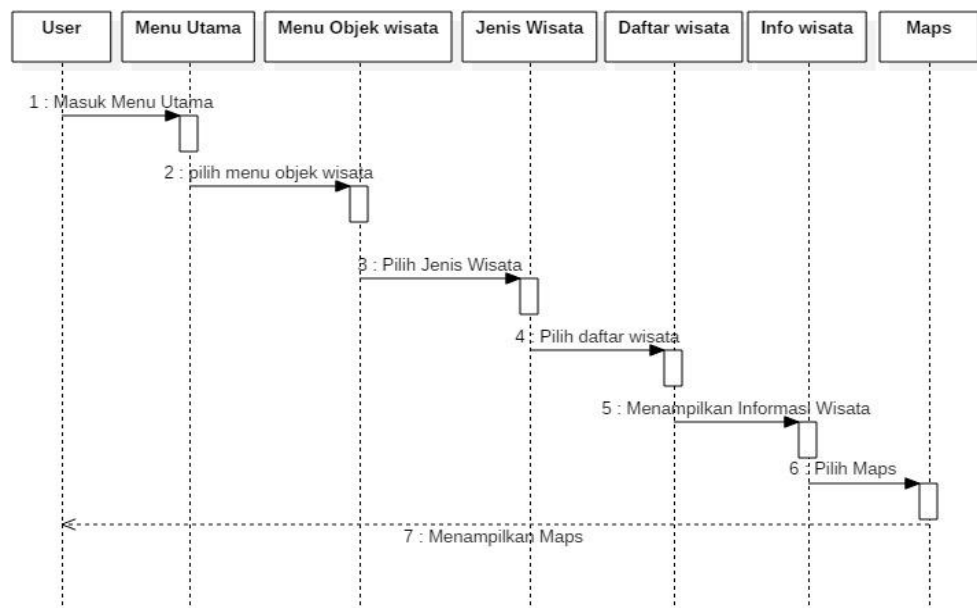 User
Menu Utama
Menu Objek wisata
Jenis Wisata
Daftar wisata
Info wisata
Maps
1 : Masuk Menu Utama
2 : pilih menu objek wisata
3 : Pilih Jenis Wisata
4 : Pilih daftar wisata
5 : Menampilkan Informasi Wisata
6 : Pilih Maps
7 : Menampilkan Maps